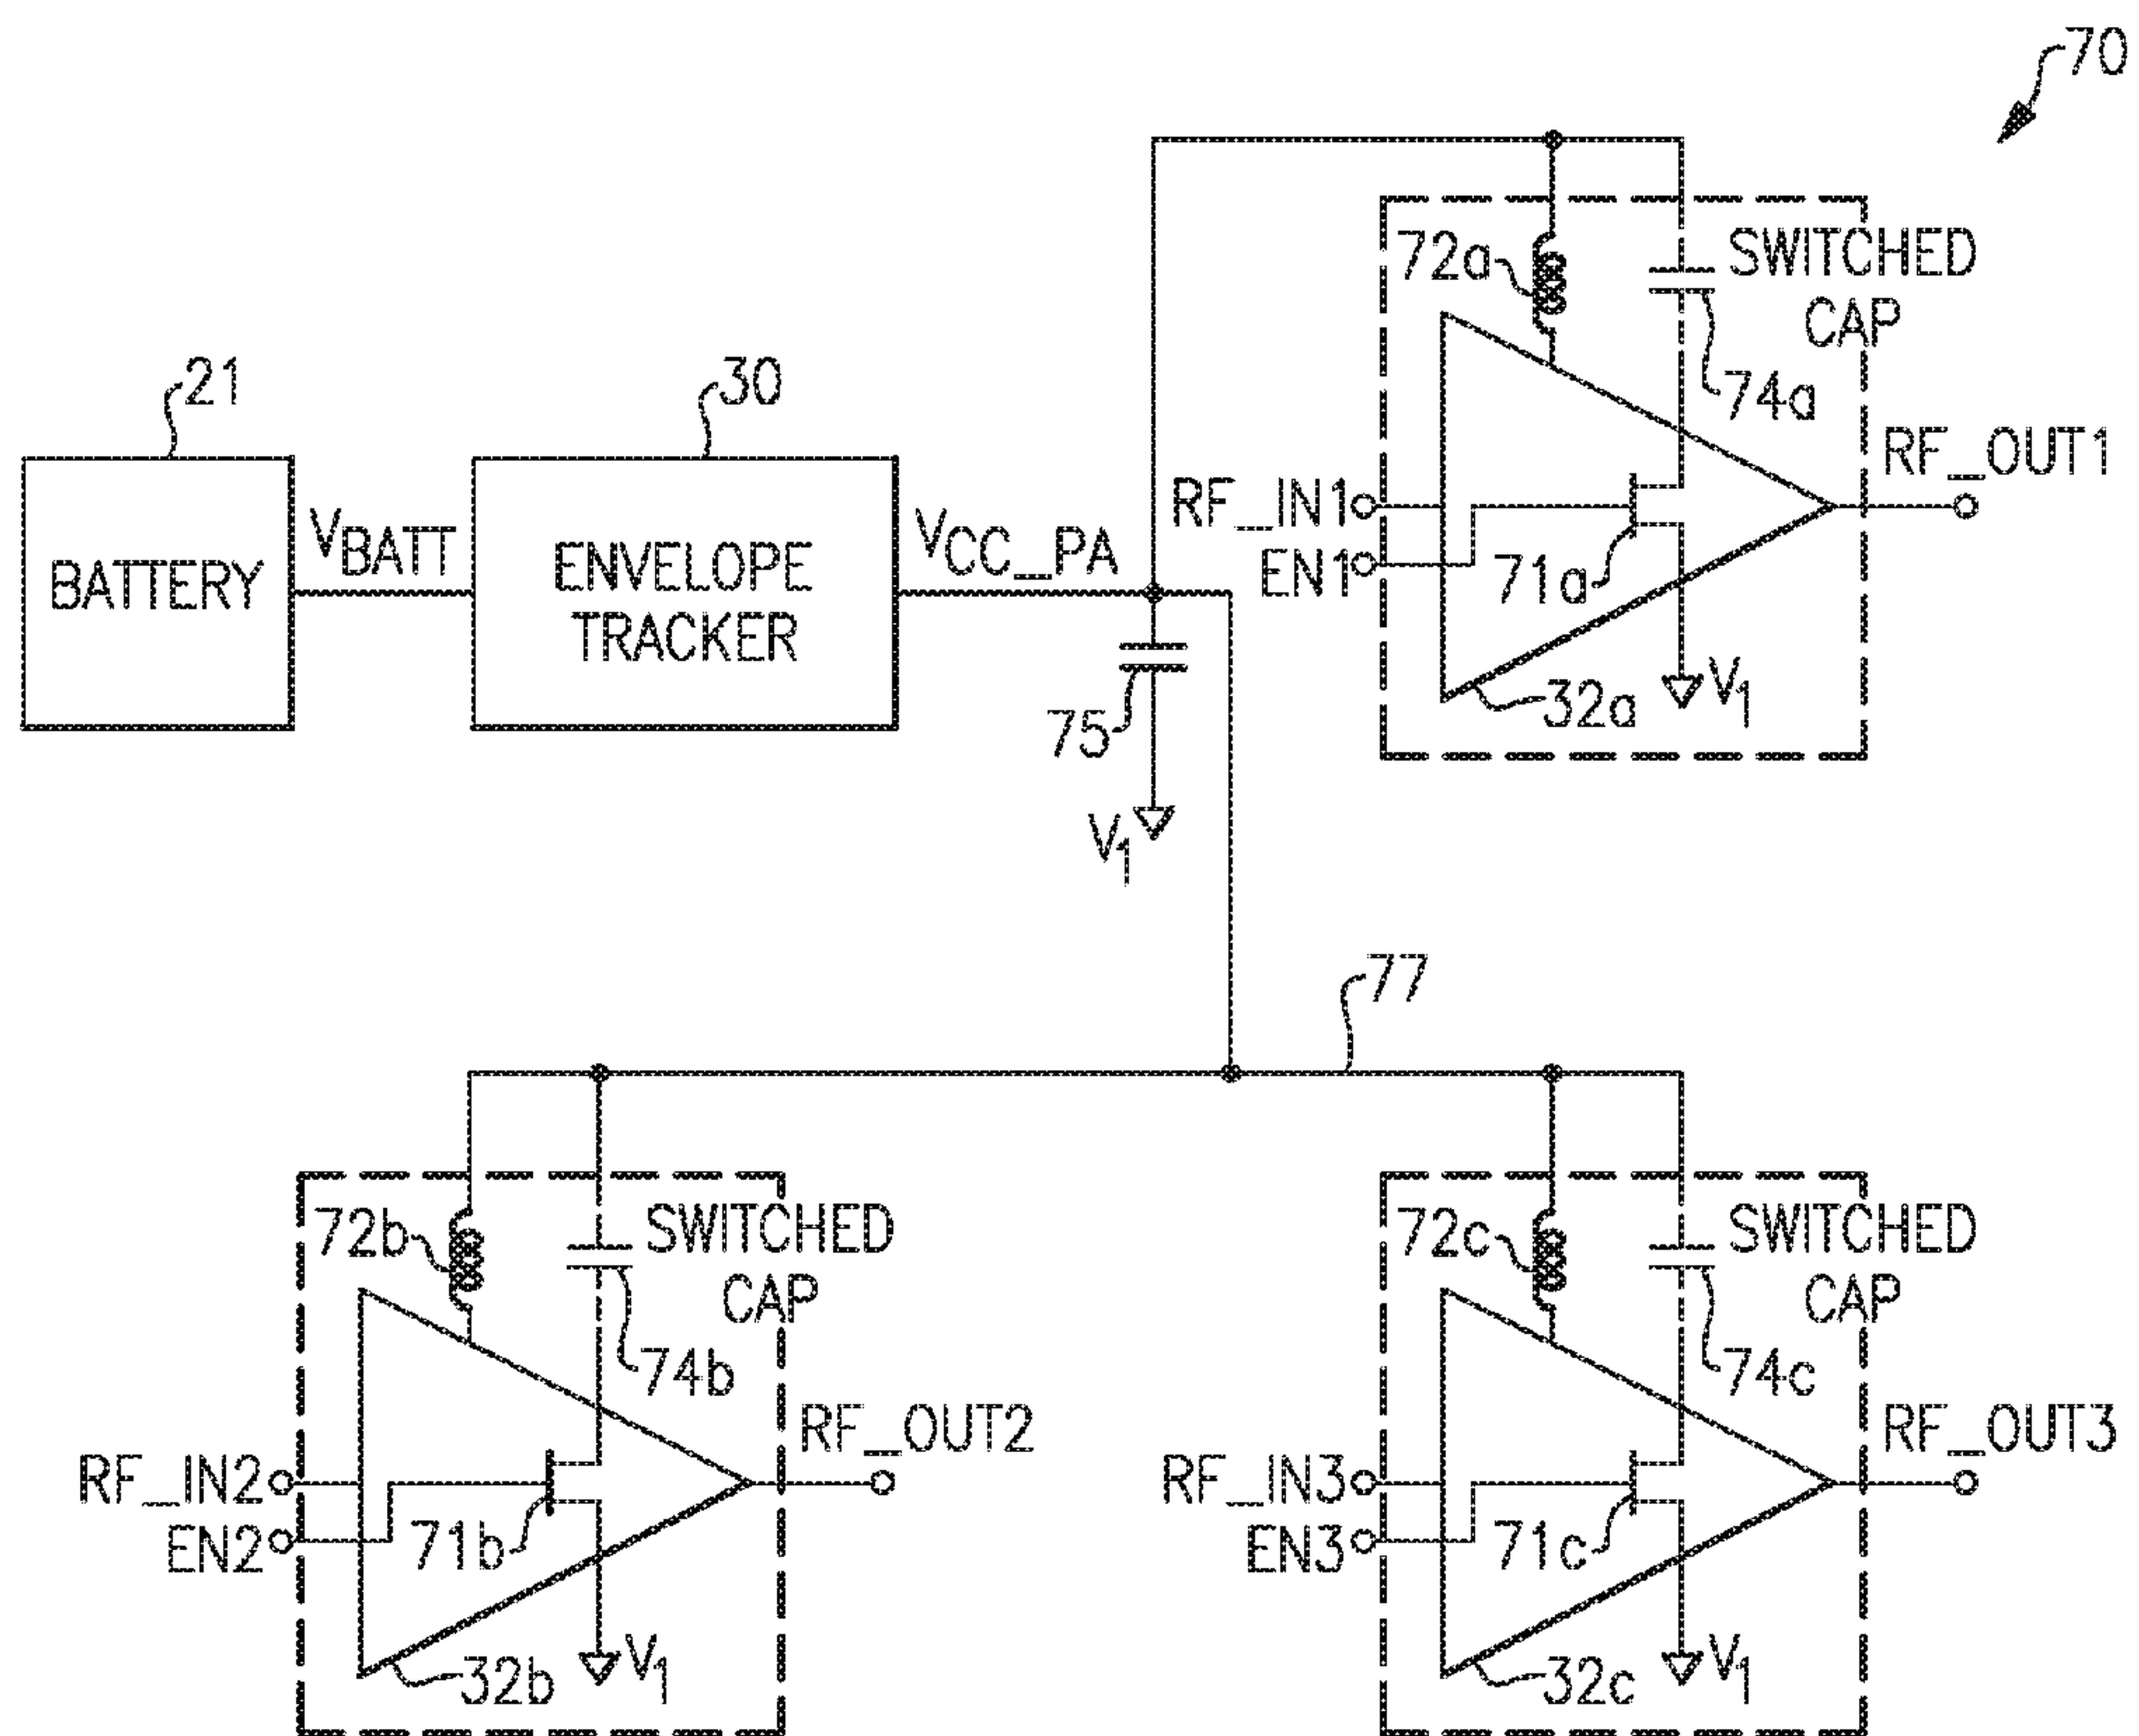 70
72a
SWITCHED
CAP
74a
21
30
BATTERY
VBATT
ENVELOPE
TRACKER
VCC_PA
RF_IN1
EN1
71a
RF_OUT1
32a
V1
75
V1
77
72b
SWITCHED
CAP
74b
RF_IN2
EN2
71b
RF_OUT2
32b
V1
72c
SWITCHED
CAP
74c
RF_IN3
EN3
71c
RF_OUT3
32c
V1